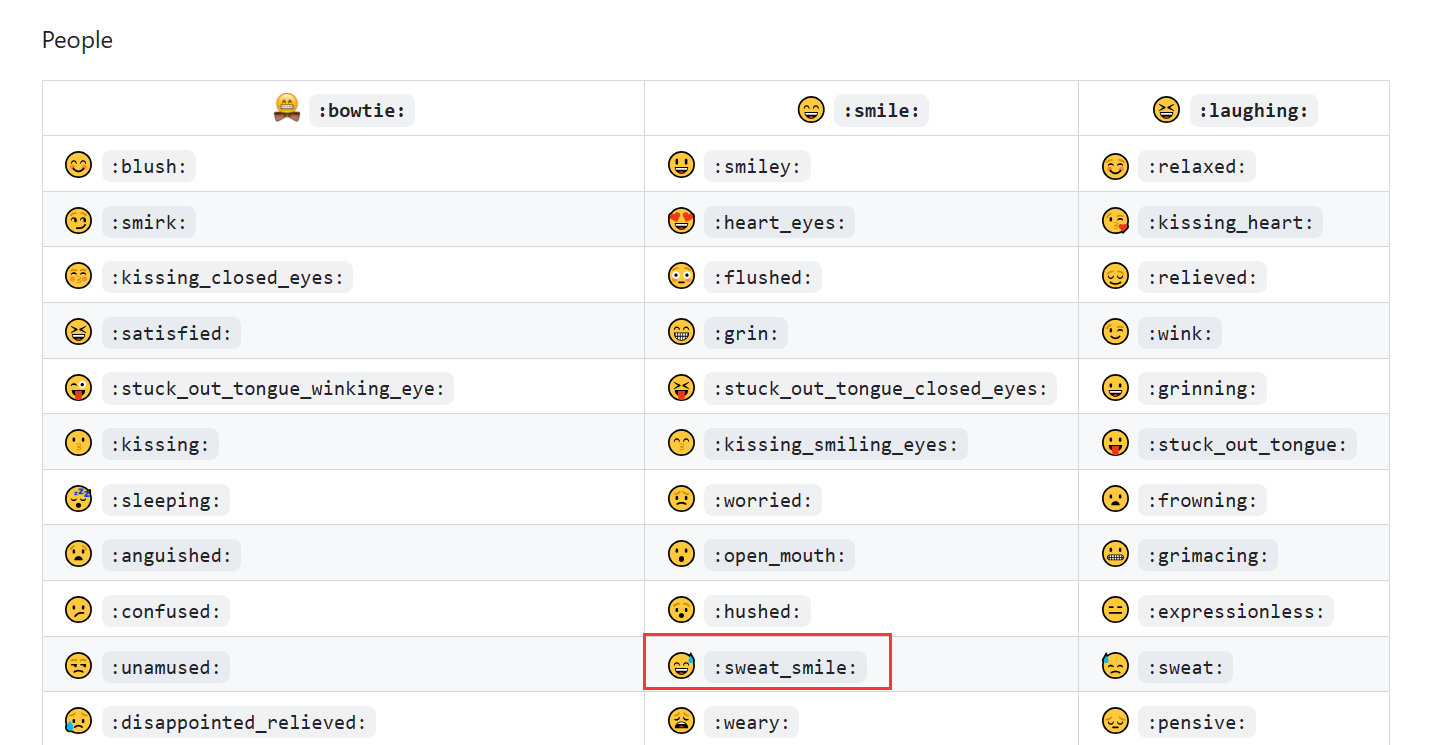 People
:bowtie: :smile: :laughing:
:blush: :smiley: :relaxed:
:smirk: :heart_eyes: :kissing_heart:
:kissing_closed_eyes: :flushed: :relieved:
:satisfied: :grin: :wink:
:stuck_out_tongue_winking_eye: :stuck_out_tongue_closed_eyes: :grinning:
:kissing: :kissing_smiling_eyes: :stuck_out_tongue:
:sleeping: :worried: :frowning:
:anguished: :open_mouth: :grimacing:
:confused: :hushed: :expressionless:
:unamused: :sweat_smile: :sweat:
:disappointed_relieved: :weary: :pensive: